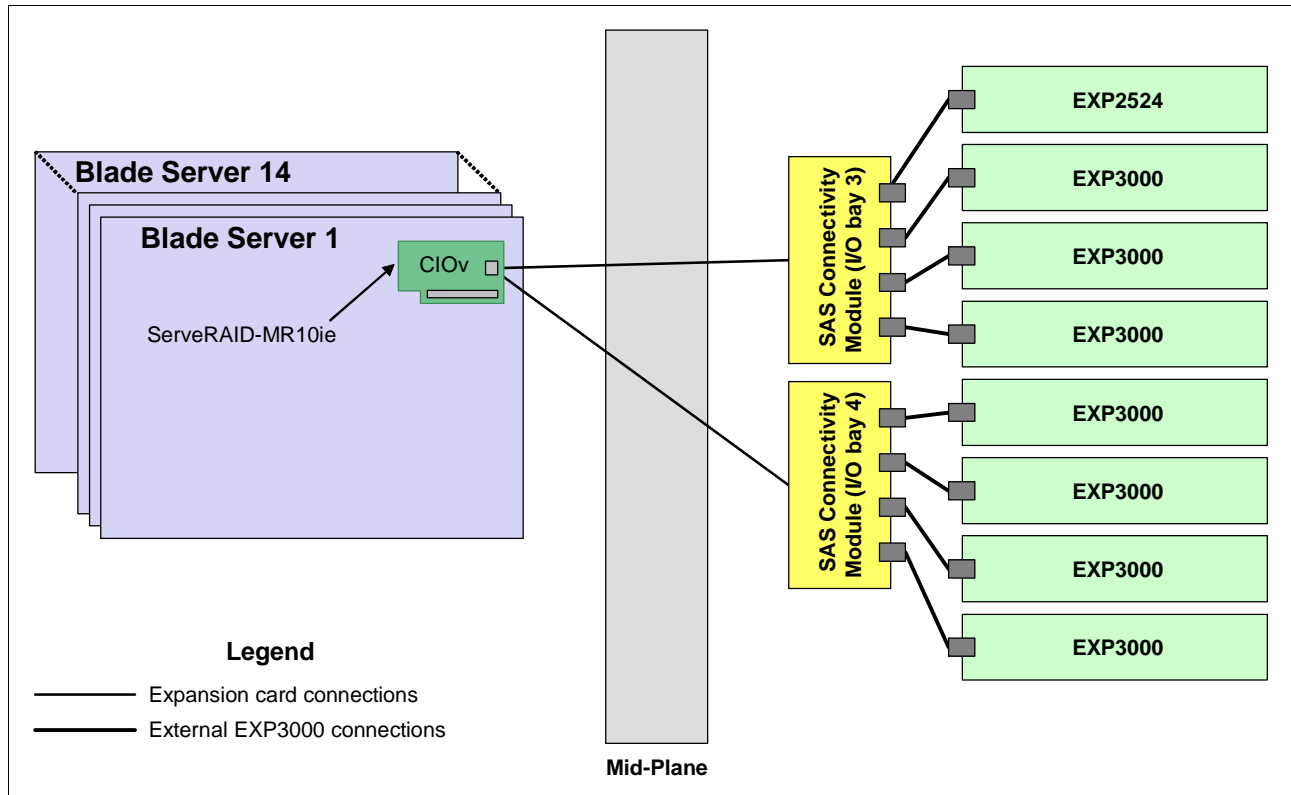 Blade Server 14
Blade Server 1
CIOv
ServeRAID-MR10ie
Legend
Expansion card connections
External EXP3000 connections
Mid-Plane
SAS Connectivity
Module (I/O bay 3)
SAS Connectivity
Module (I/O bay 4)
EXP2524
EXP3000
EXP3000
EXP3000
EXP3000
EXP3000
EXP3000
EXP3000